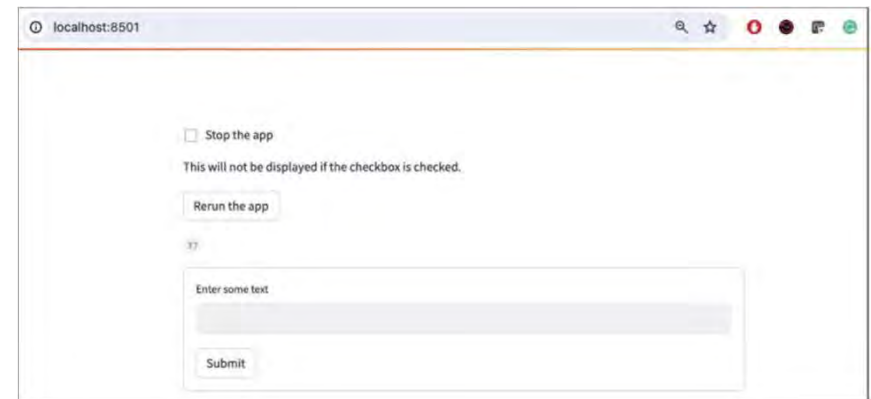 localhost:8501
Stop the app
This will not be displayed if the checkbox is checked.
Rerun the app
Enter some text
Submit